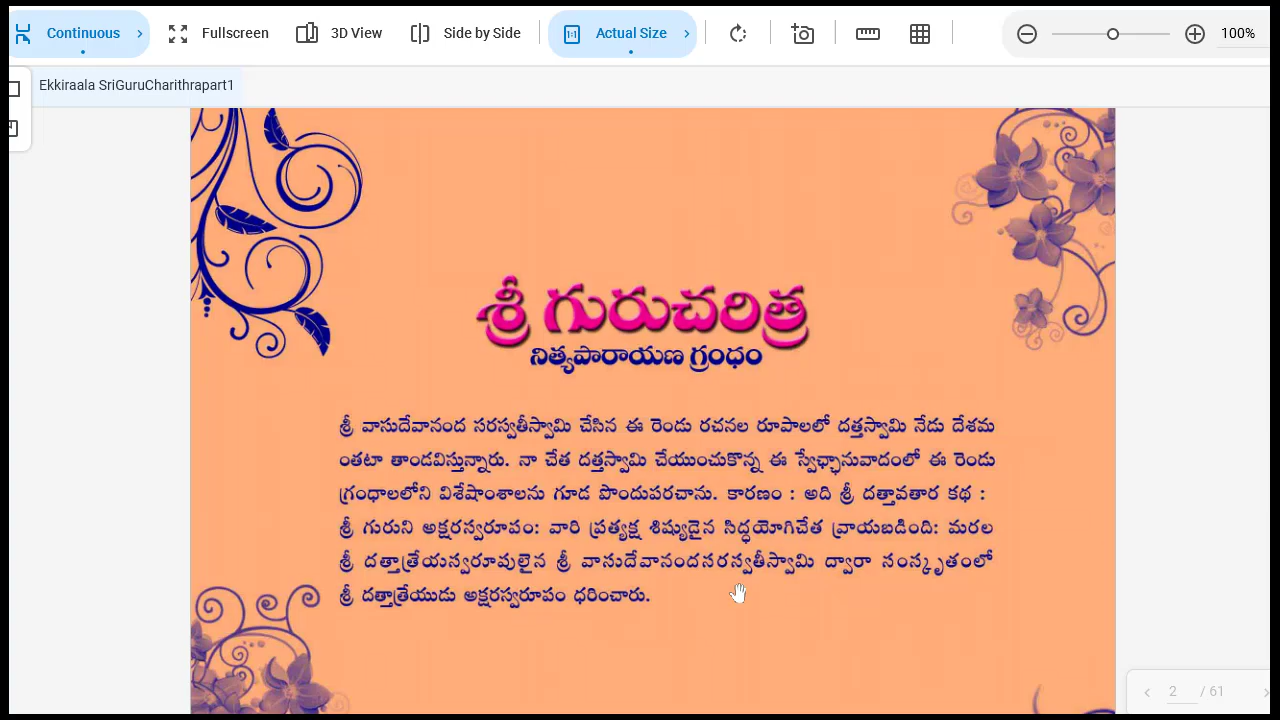 Continuous
Fullscreen
3D View
Side by Side
1:1
Actual Size
100%
Ekkiraala SriGuruCharithrapart1
శ్రీ గురుచరిత్ర
నిత్యపారాయణ గ్రంధం
శ్రీ వాసుదేవానంద సరస్వతీస్వామి చేసిన ఈ రెండు రచనల రూపాలలో దత్తస్వామి నేడు దేశమ
ంతటా తాండవిస్తున్నారు. నా చేత దత్తస్వామి చేయుంచుకొన్న ఈ స్వేఛ్ఛానువాదంలో ఈ రెండు
గ్రంధాలలోని విశేషాంశాలను గూడ పొందుపరచాను. కారణం : అది శ్రీ దత్తావతార కథ :
శ్రీ గురుని అక్షరస్వరూపం: వారి ప్రత్యక్ష శిష్యుడైన సిద్ధయోగిచేత వ్రాయబడింది: మరల
శ్రీ దత్తాత్రేయస్వరూపులైన శ్రీ వాసుదేవానందసరస్వతీస్వామి ద్వారా సంస్కృతంలో
శ్రీ దత్తాత్రేయుడు అక్షరస్వరూపం ధరించారు.
2 / 61